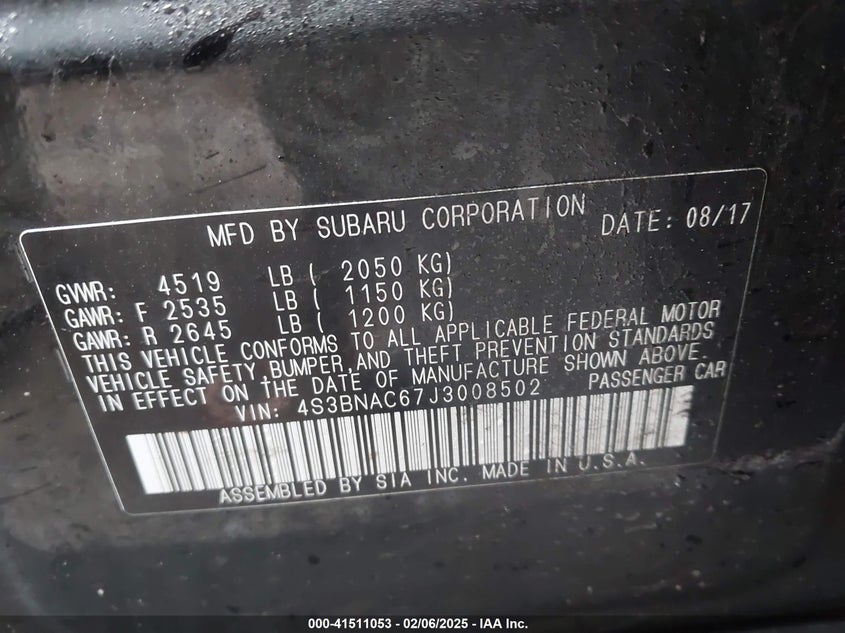 MFD BY SUBARU CORPORATION DATE: 08/17
GVWR: 4519 LB ( 2050 KG)
GAWR: F 2535 LB ( 1150 KG)
GAWR: R 2645 LB ( 1200 KG)
THIS VEHICLE CONFORMS TO ALL APPLICABLE FEDERAL MOTOR
VEHICLE SAFETY, BUMPER, AND THEFT PREVENTION STANDARDS
IN EFFECT ON THE DATE OF MANUFACTURE SHOWN ABOVE.
VIN: 4S3BNAC67J3008502 PASSENGER CAR
ASSEMBLED BY SIA INC. MADE IN U.S.A.
000-41511053 - 02/06/2025 - IAA Inc.